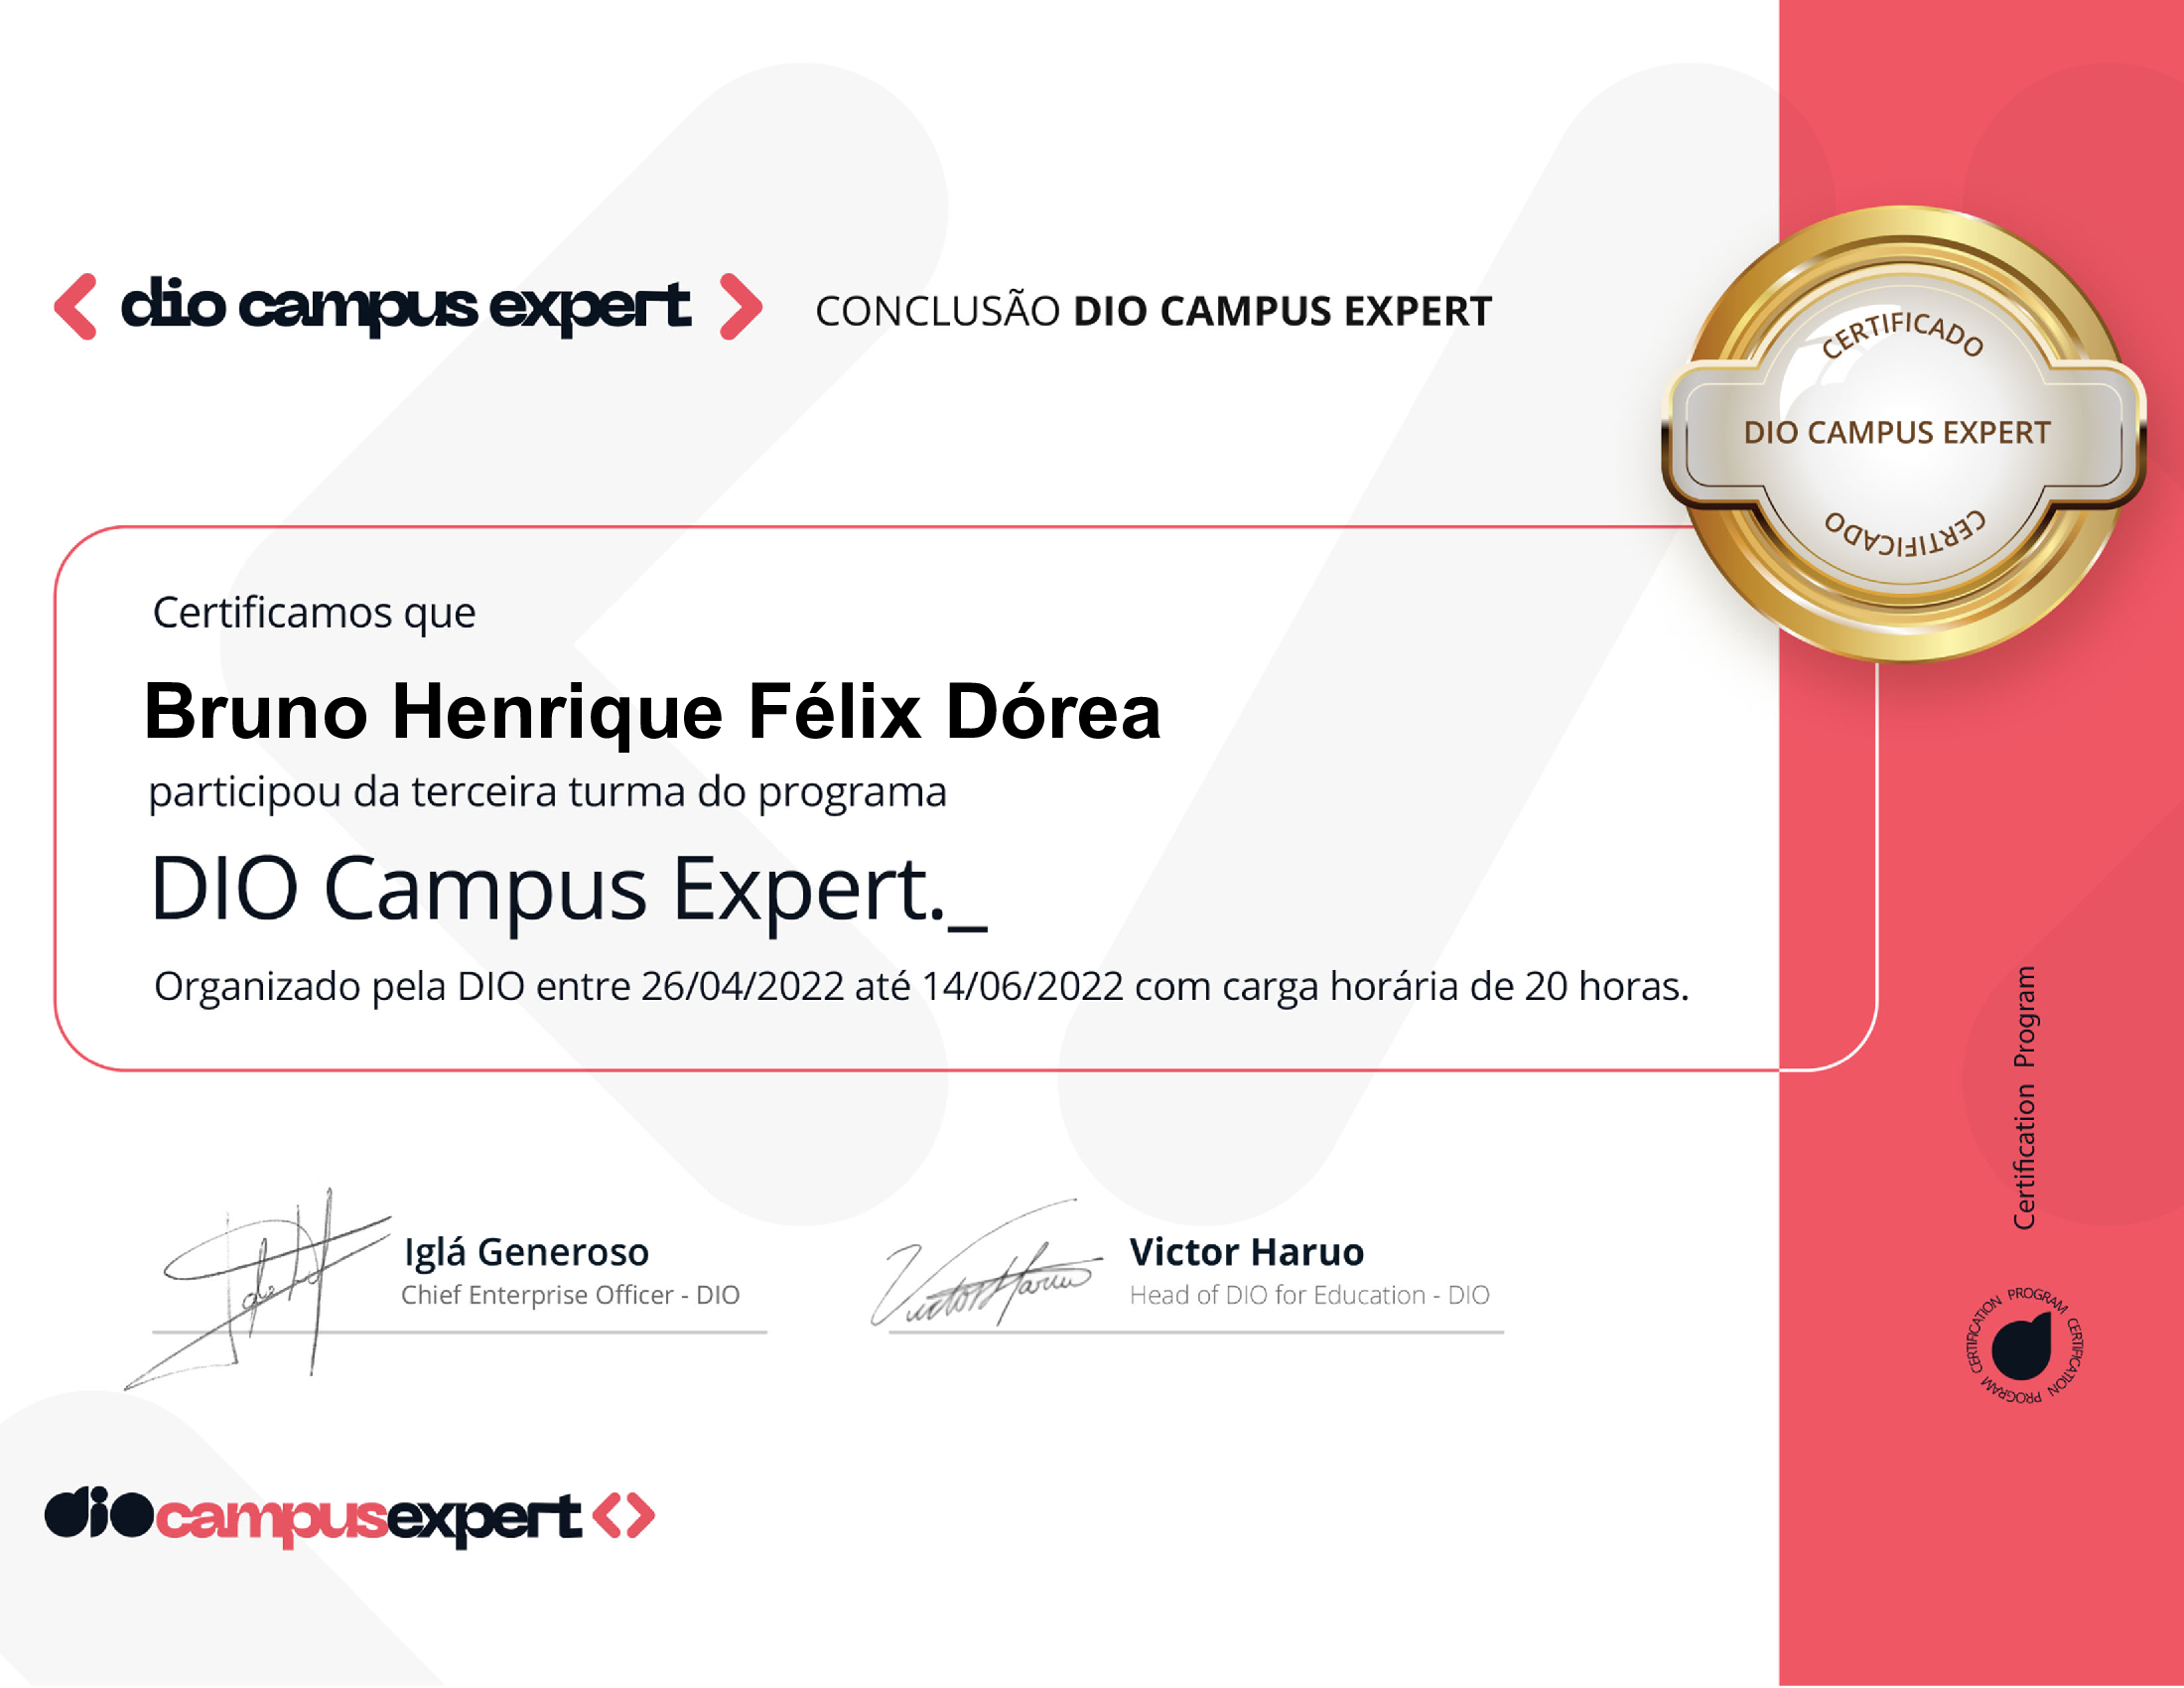 dio campus expert
CONCLUSÃO DIO CAMPUS EXPERT
CERTIFICADO
DIO CAMPUS EXPERT
CERTIFICADO
Certificamos que
Bruno Henrique Félix Dórea
participou da terceira turma do programa
DIO Campus Expert._
Organizado pela DIO entre 26/04/2022 até 14/06/2022 com carga horária de 20 horas.
Certification Program
Iglá Generoso
Chief Enterprise Officer - DIO
Victor Haruo
Victor Haruo
Head of DIO for Education - DIO
CERTIFICATION PROGRAM CERTIFICATION PROGRAM
diocampusexpert